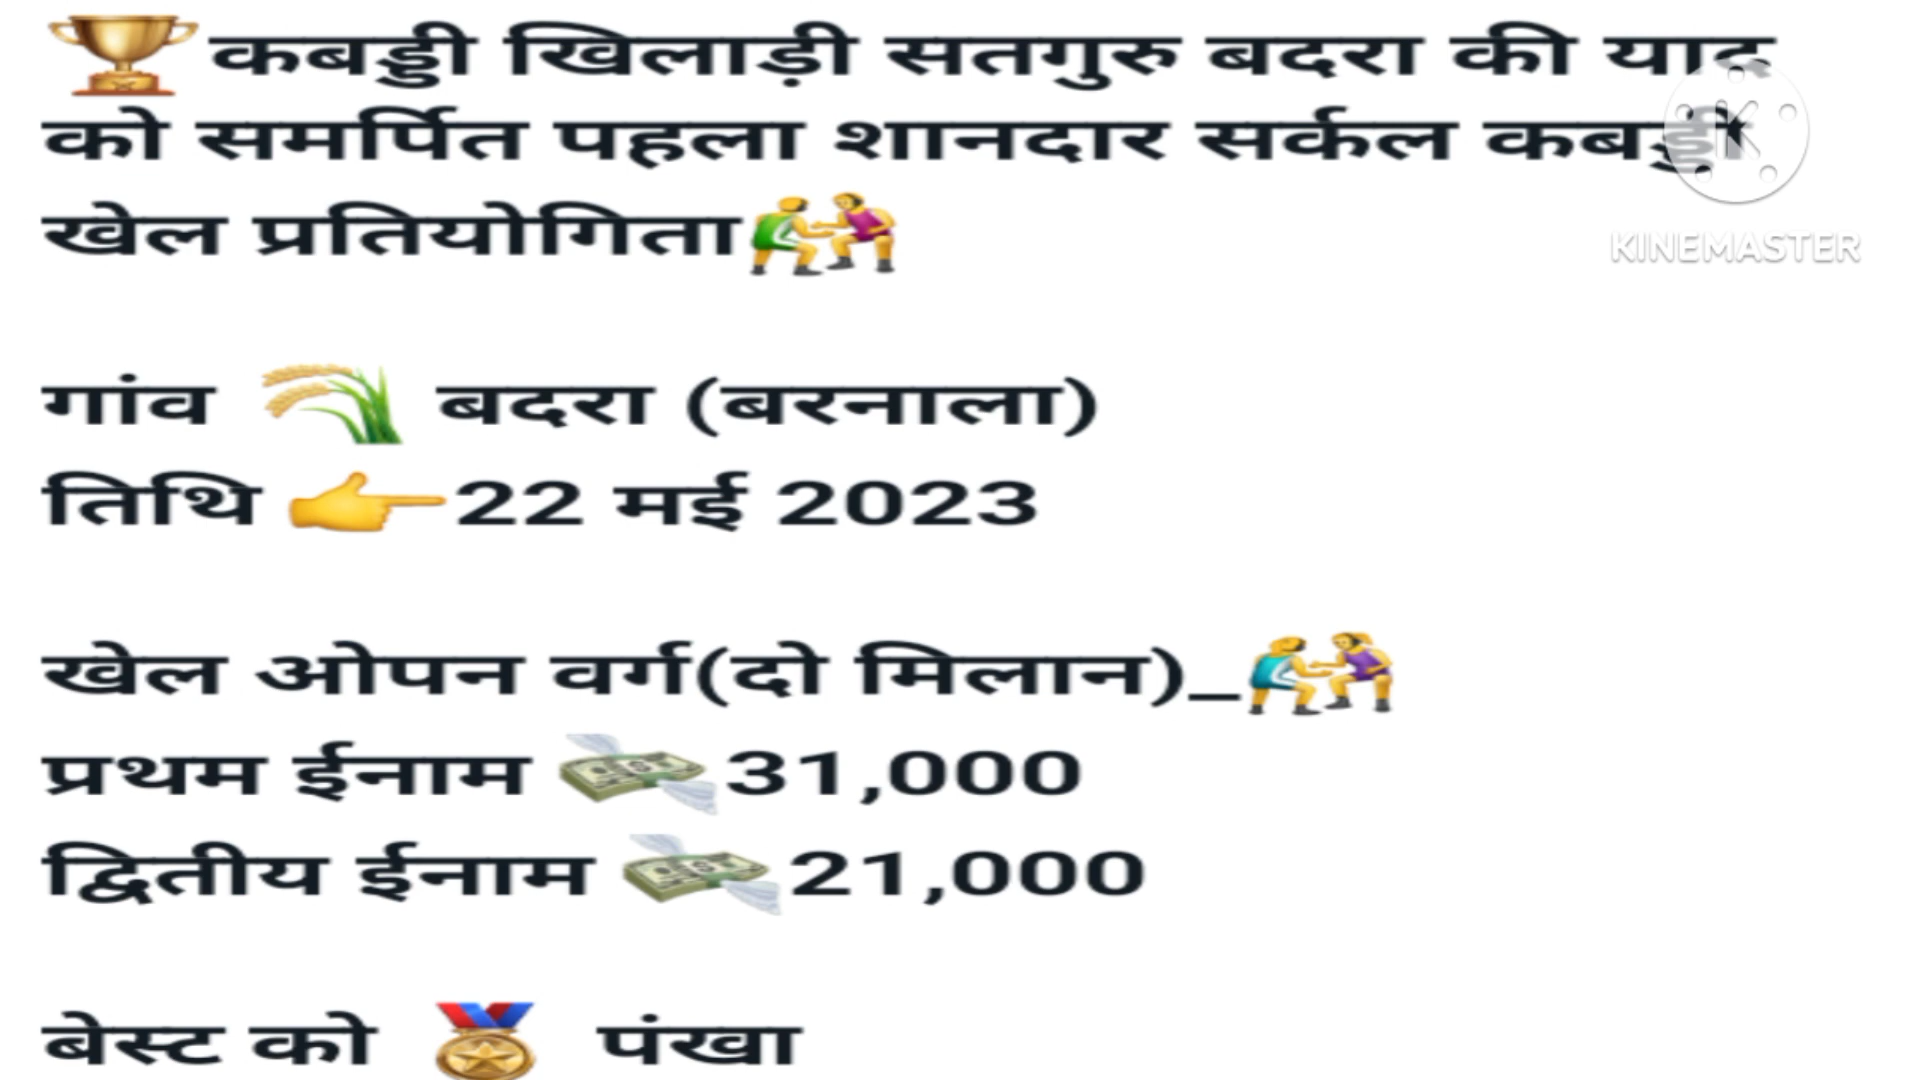 🏆कबड्डी खिलाड़ी सतगुरु बदरा की याद
को समर्पित पहला शानदार सर्कल कबड्डी
खेल प्रतियोगिता🤼
KINEMASTER
गांव 🌾 बदरा (बरनाला)
तिथि 👉22 मई 2023
खेल ओपन वर्ग(दो मिलान)_🤼‍♀️
प्रथम ईनाम 💸31,000
द्वितीय ईनाम 💸21,000
बेस्ट को 🏅 पंखा